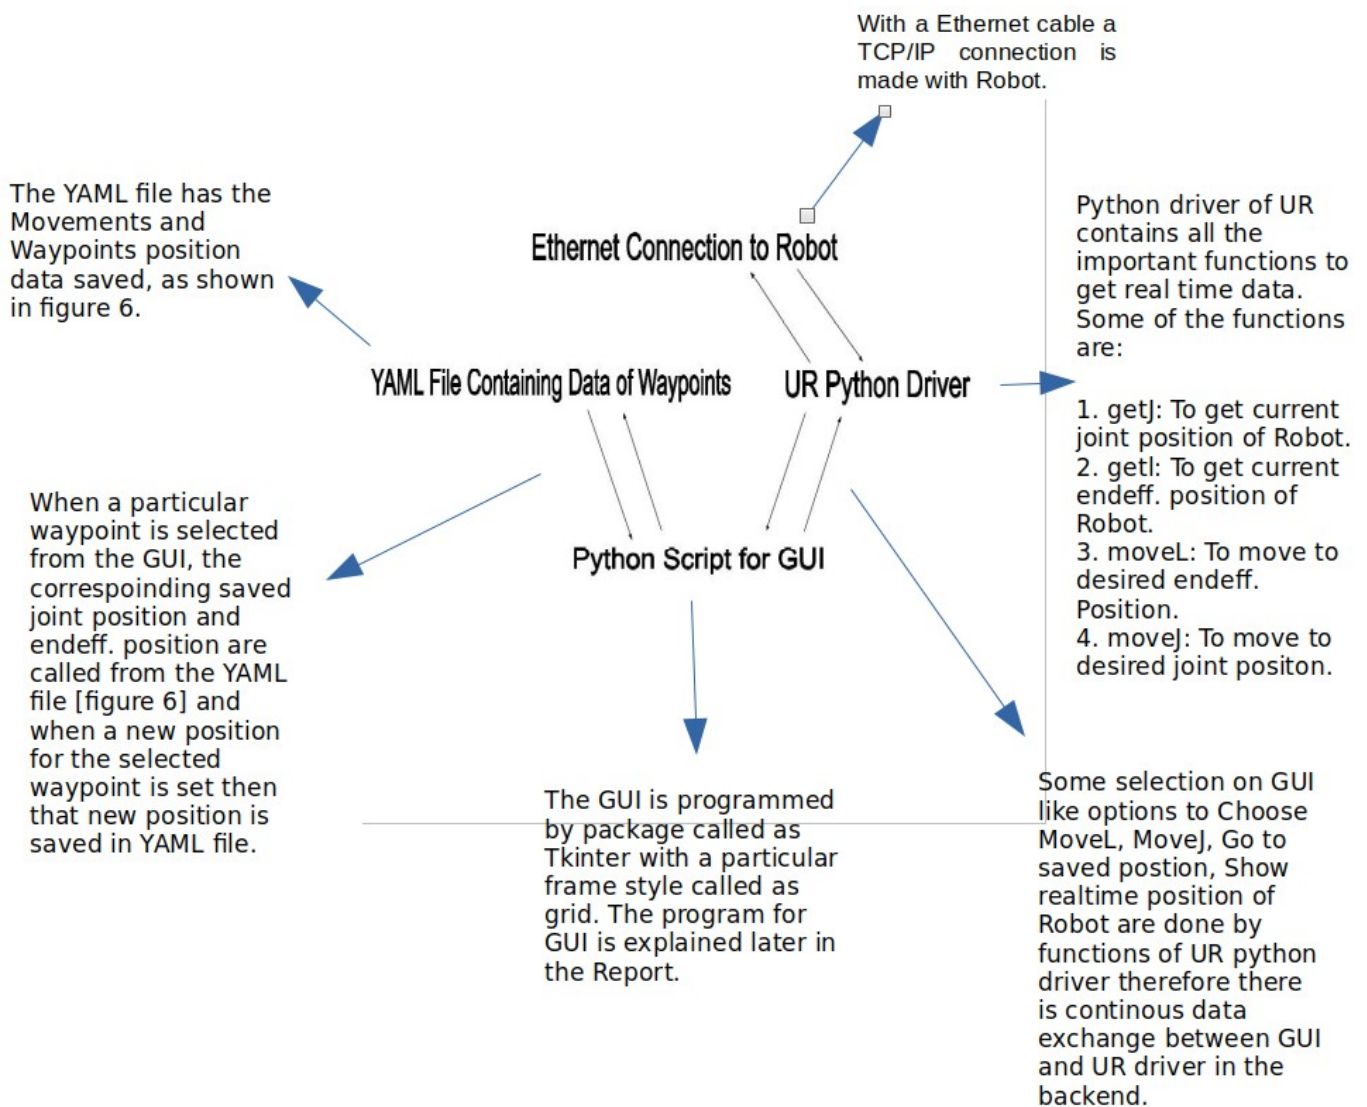 With a Ethernet cable a
TCP/IP connection is
made with Robot.
The YAML file has the
Movements and
Waypoints position
data saved, as shown
in figure 6.
Ethernet Connection to Robot
Python driver of UR
contains all the
important functions to
get real time data.
Some of the functions
are:
1. getJ: To get current
joint position of Robot.
2. getl: To get current
endeff. position of
Robot.
3. moveL: To move to
desired endeff.
Position.
4. moveJ: To move to
desired joint positon.
YAML File Containing Data of Waypoints
UR Python Driver
When a particular
waypoint is selected
from the GUI, the
correspoinding saved
joint position and
endeff. position are
called from the YAML
file [figure 6] and
when a new position
for the selected
waypoint is set then
that new position is
saved in YAML file.
Python Script for GUI
The GUI is programmed
by package called as
Tkinter with a particular
frame style called as
grid. The program for
GUI is explained later in
the Report.
Some selection on GUI
like options to Choose
MoveL, MoveJ, Go to
saved postion, Show
realtime position of
Robot are done by
functions of UR python
driver therefore there
is continous data
exchange between GUI
and UR driver in the
backend.